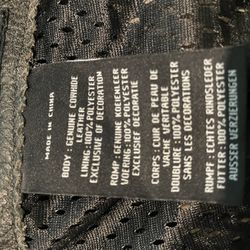 MADE IN CHINA
BODY: GENUINE COWHIDE
LEATHER
LINING: 100% POLYESTER
EXCLUSIVE OF DECORATION
ROMP: GENUINE KOEIENLEER
VOERING: 100% POLYESTER
EXCLIEF DECORATIE
CORPS: CUIR DE PEAU DE
VACHE VÉRITABLE
DOUBLURE: 100% POLYESTER
SANS LES DECORATIONS
RUMPF: ECHTES RINDSLEDER
FUTTER: 100% POLYESTER
AUSSER VERZIERUNGEN